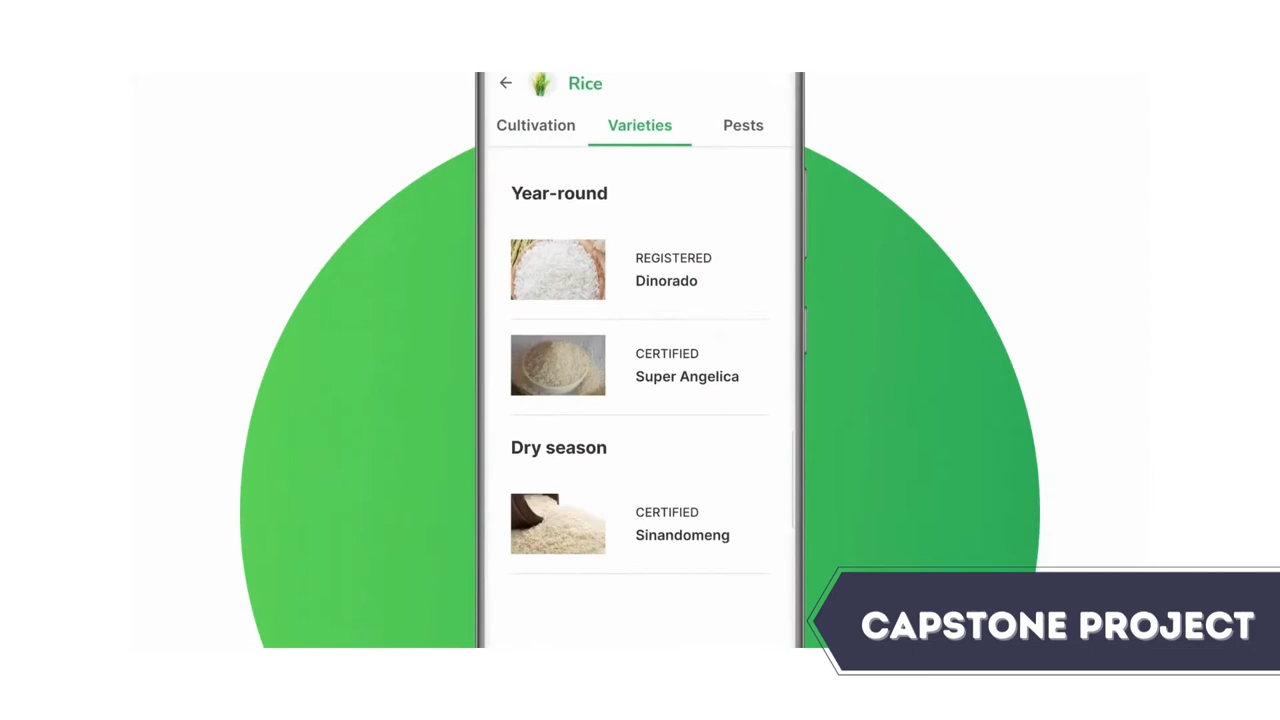 Rice
Cultivation Varieties Pests
Year-round
REGISTERED
Dinorado
CERTIFIED
Super Angelica
Dry season
CERTIFIED
Sinandomeng
CAPSTONE PROJECT